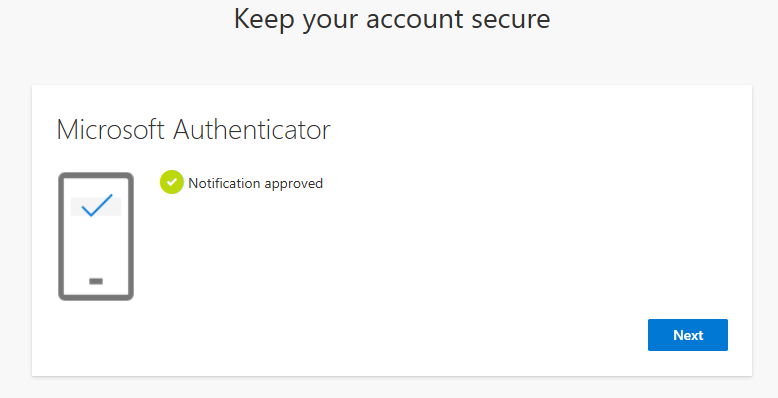 Keep your account secure
Microsoft Authenticator
Notification approved
Next